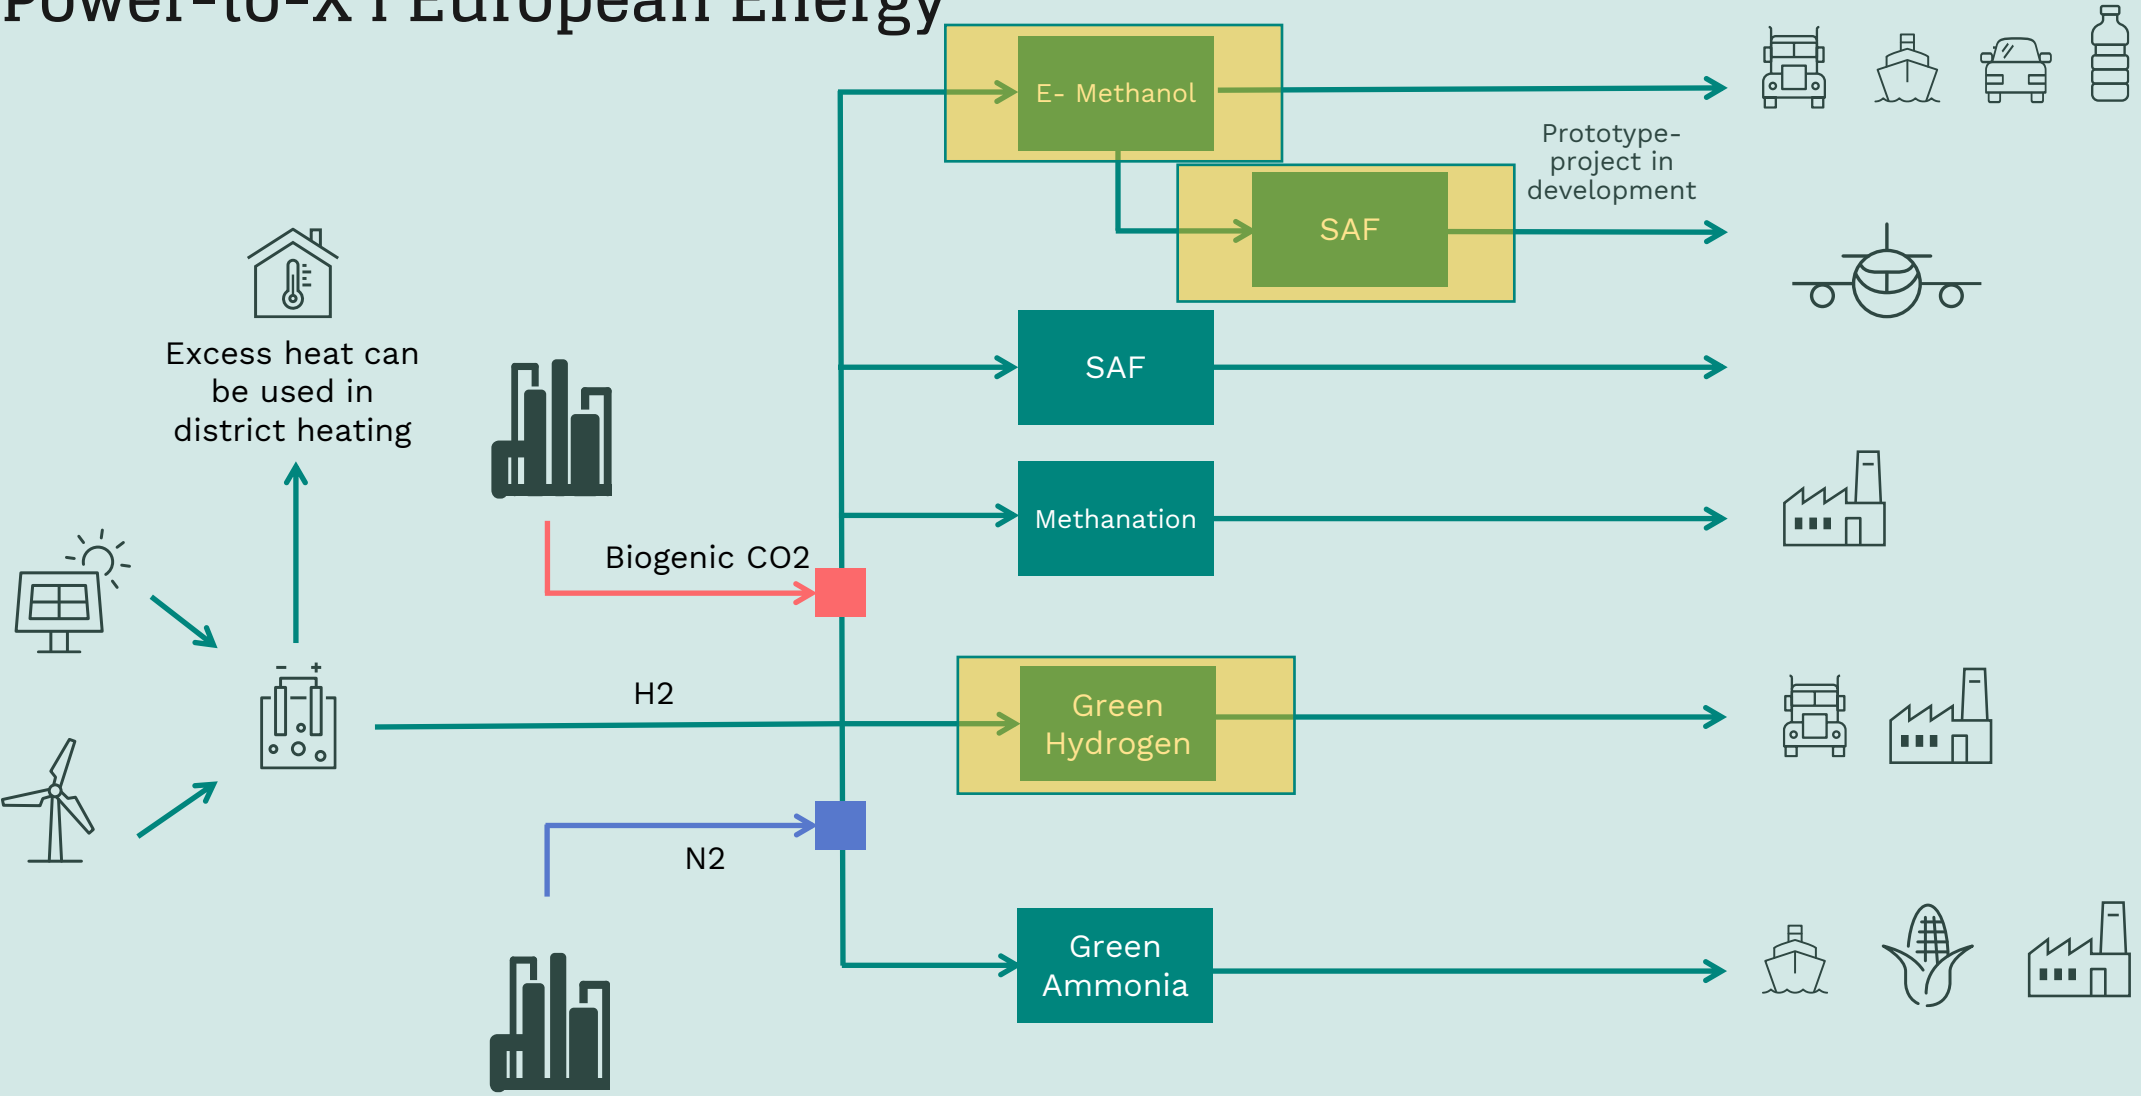 Power-to-X i European Energy
E- Methanol
Prototype-
project in
development
SAF
Excess heat can
be used in
district heating
SAF
Methanation
Biogenic CO2
H2
Green
Hydrogen
N2
Green
Ammonia